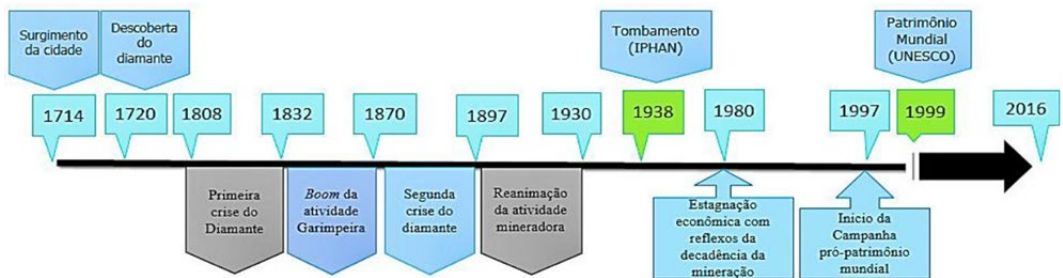 Surgimento
da cidade
Descoberta
do
diamante
Tombamento
(IPHAN)
Patrimônio
Mundial
(UNESCO)
1714
1720
1808
1832
1870
1897
1930
1938
1980
1997
1999
2016
Primeira
crise do
Diamante
Boom da
atividade
Garimpeira
Segunda
crise do
diamante
Reanimação
da atividade
mineradora
Estagnação
econômica com
reflexos da
decadência da
mineração
Inicio da
Campanha
pró-patrimônio
mundial